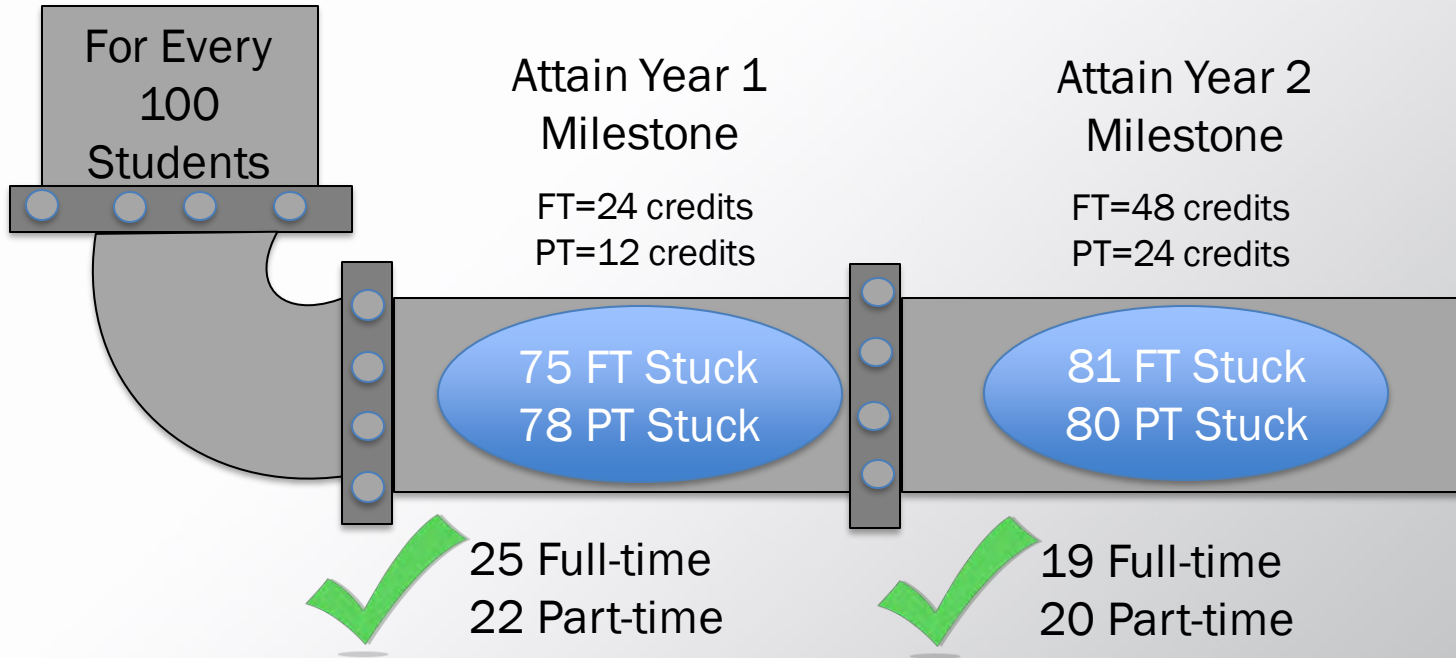 For Every
100
Students
Attain Year 1
Milestone
FT=24 credits
PT=12 credits
75 FT Stuck
78 PT Stuck
25 Full-time
22 Part-time
Attain Year 2
Milestone
FT=48 credits
PT=24 credits
81 FT Stuck
80 PT Stuck
19 Full-time
20 Part-time